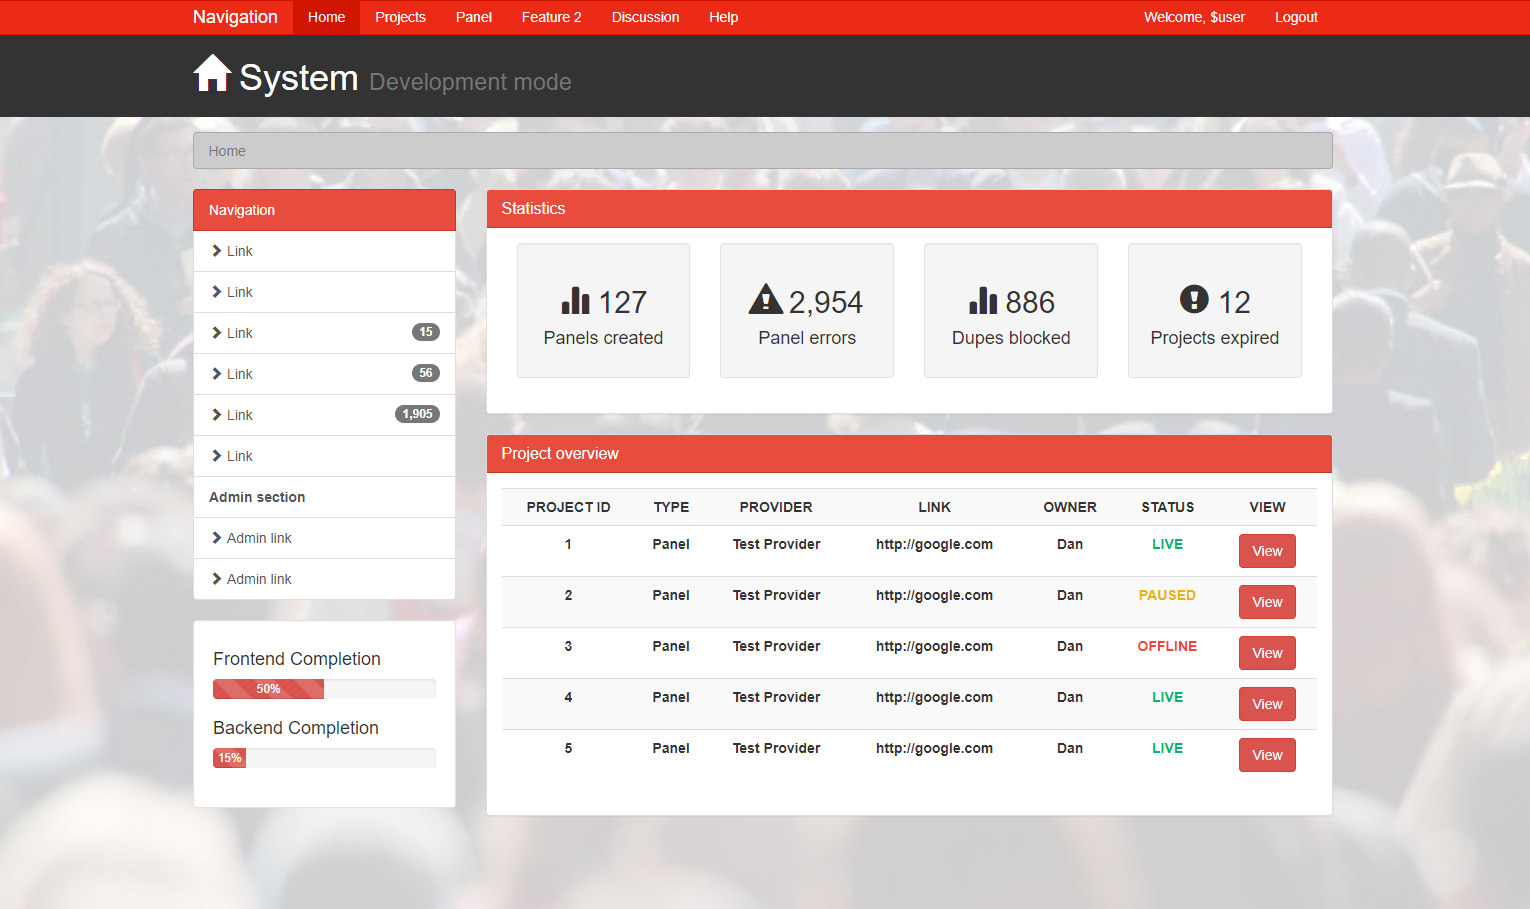 Navigation Home Projects Panel Feature 2 Discussion Help Welcome, $user Logout
System Development mode
Home
Navigation
Link
Link
Link 15
Link 56
Link 1,905
Link
Admin section
Admin link
Admin link
Frontend Completion
50%
Backend Completion
15%
Statistics
127
Panels created
2,954
Panel errors
886
Dupes blocked
12
Projects expired
Project overview
PROJECT ID TYPE PROVIDER LINK OWNER STATUS VIEW
1 Panel Test Provider http://google.com Dan LIVE View
2 Panel Test Provider http://google.com Dan PAUSED View
3 Panel Test Provider http://google.com Dan OFFLINE View
4 Panel Test Provider http://google.com Dan LIVE View
5 Panel Test Provider http://google.com Dan LIVE View